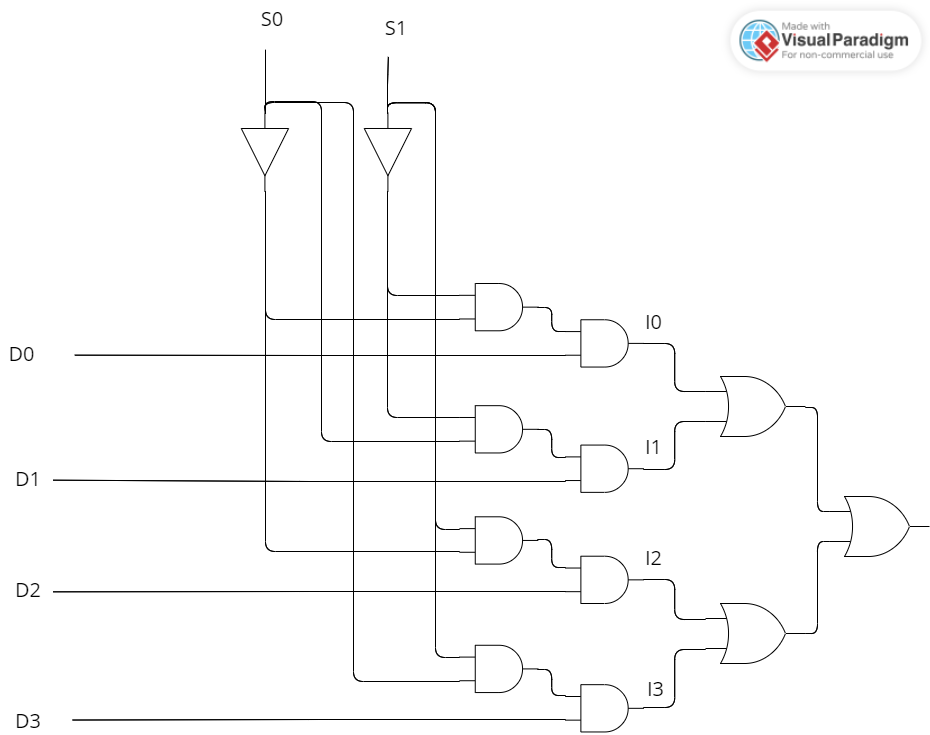 S0
S1
Made with
Visual Paradigm
For non-commercial use
I0
D0
I1
D1
I2
D2
I3
D3